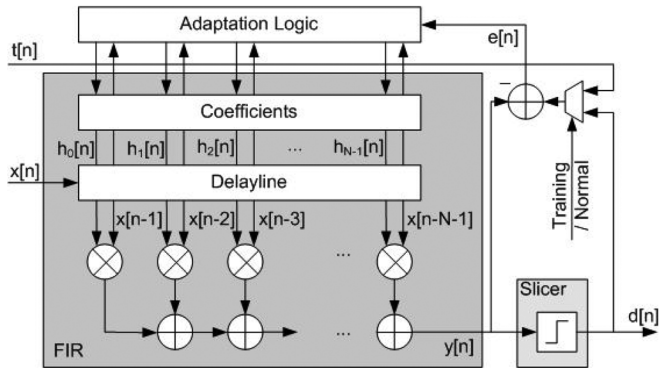 Adaptation Logic
e[n]
t[n]
Coefficients
h0[n] h1[n] h2[n] ... hN-1[n]
x[n]
Delayline
Training
/ Normal
x[n-1] x[n-2] x[n-3] x[n-N-1]
...
Slicer
...
d[n]
FIR
y[n]